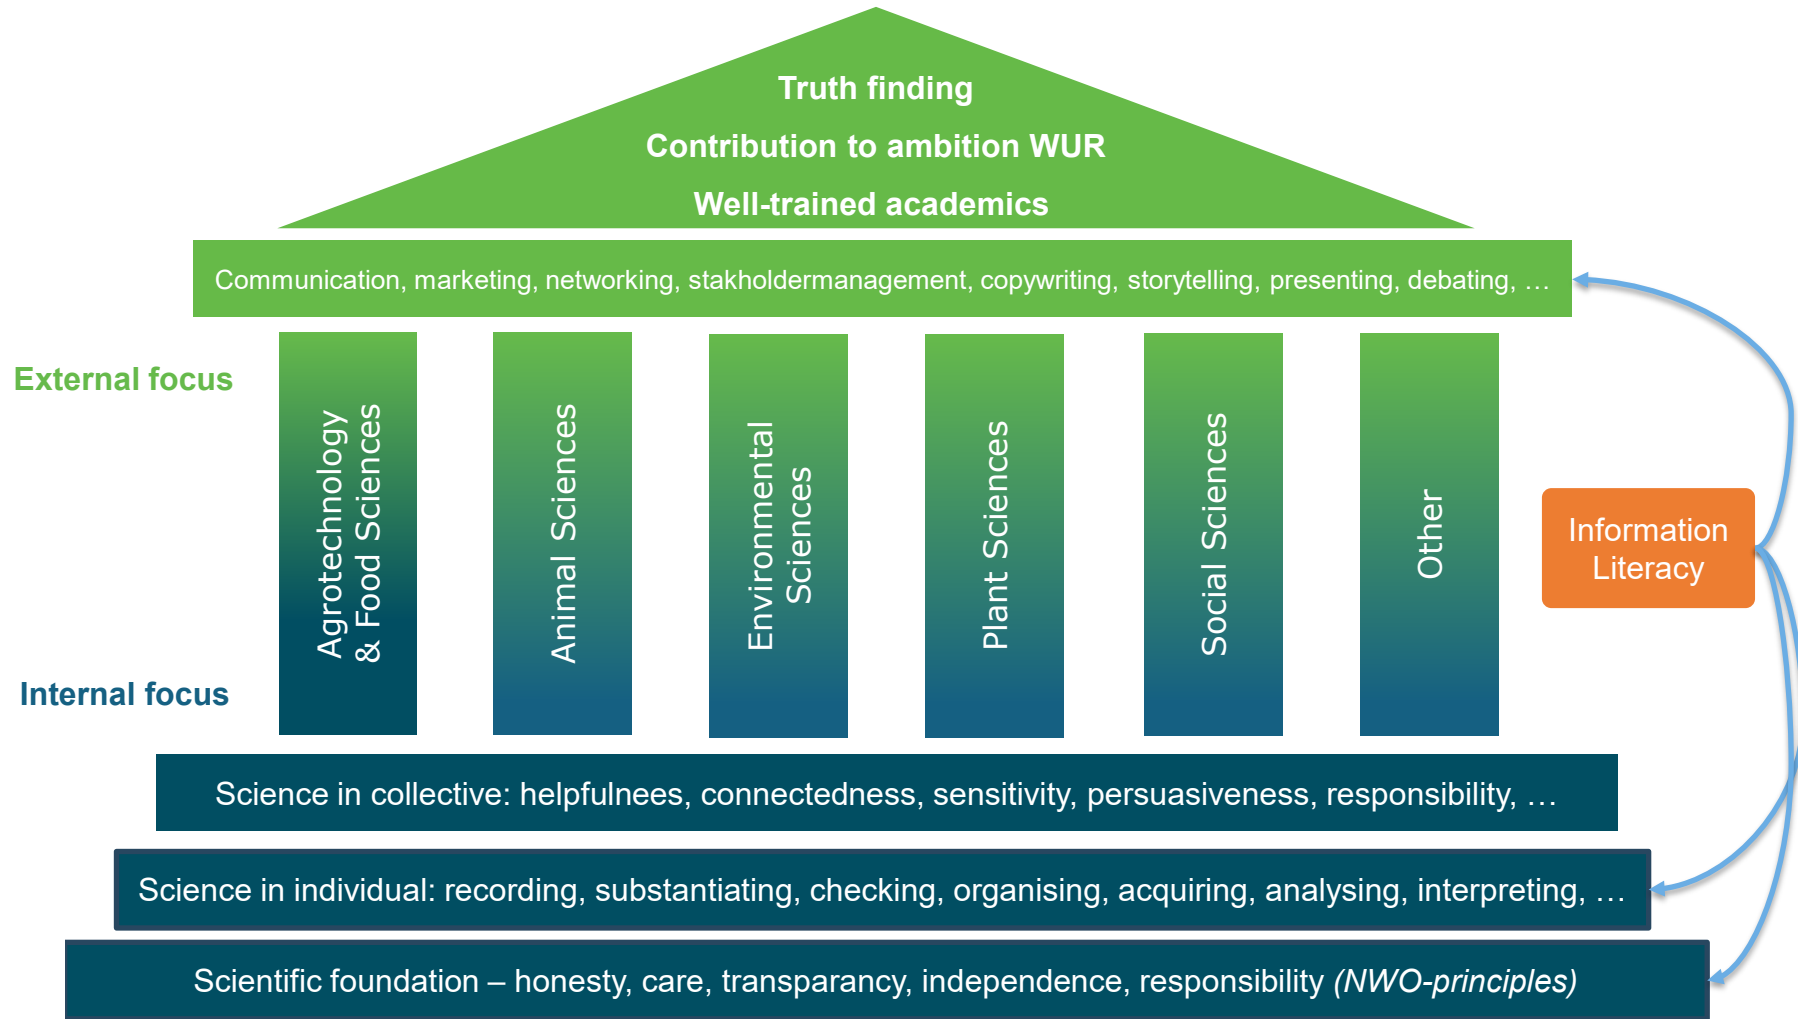 Truth finding
Contribution to ambition WUR
Well-trained academics
Communication, marketing, networking, stakholdermanagement, copywriting, storytelling, presenting, debating, …
External focus
Agrotechnology
& Food Sciences
Animal Sciences
Environmental
Sciences
Plant Sciences
Social Sciences
Other
Information
Literacy
Internal focus
Science in collective: helpfulnees, connectedness, sensitivity, persuasiveness, responsibility, …
Science in individual: recording, substantiating, checking, organising, acquiring, analysing, interpreting, …
Scientific foundation – honesty, care, transparancy, independence, responsibility (NWO-principles)